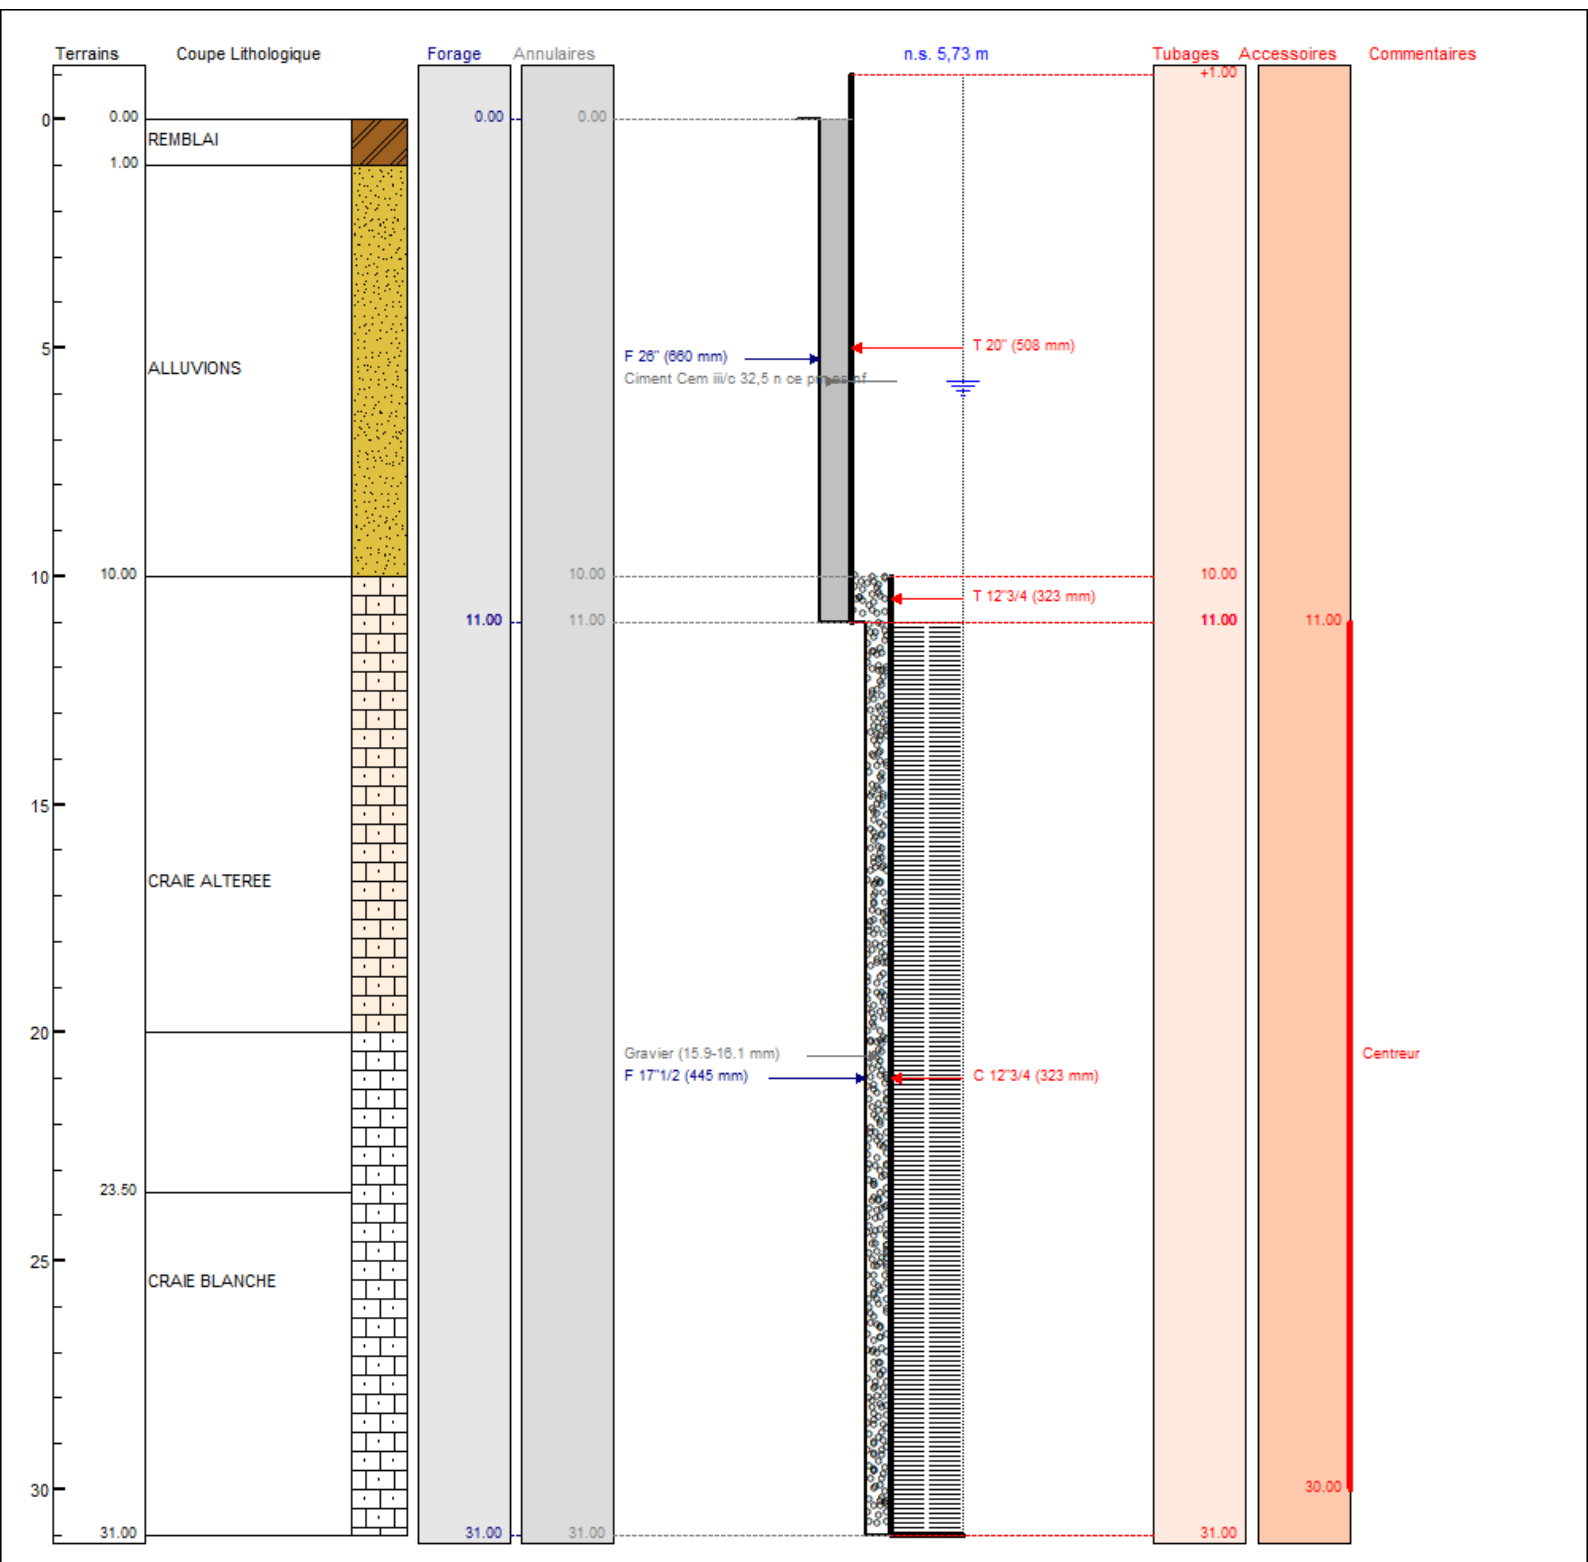 Terrains Coupe Lithologique Forage Annulaires n.s. 5,73 m Tubages Accessoires Commentaires
+1.00
0 0.00 0.00 0.00
REMBLAI
1.00
5 T 20" (508 mm)
F 26" (660 mm)
ALLUVIONS
Ciment Cem iii/c 32,5 n ce pm es nf
10 10.00 10.00 10.00
T 12"3/4 (323 mm)
11.00 11.00 11.00 11.00
15
CRAIE ALTEREE
20
Gravier (15.9-16.1 mm) Centreur
F 17"1/2 (445 mm) C 12"3/4 (323 mm)
23.50
25
CRAIE BLANCHE
30 30.00
31.00 31.00 31.00 31.00